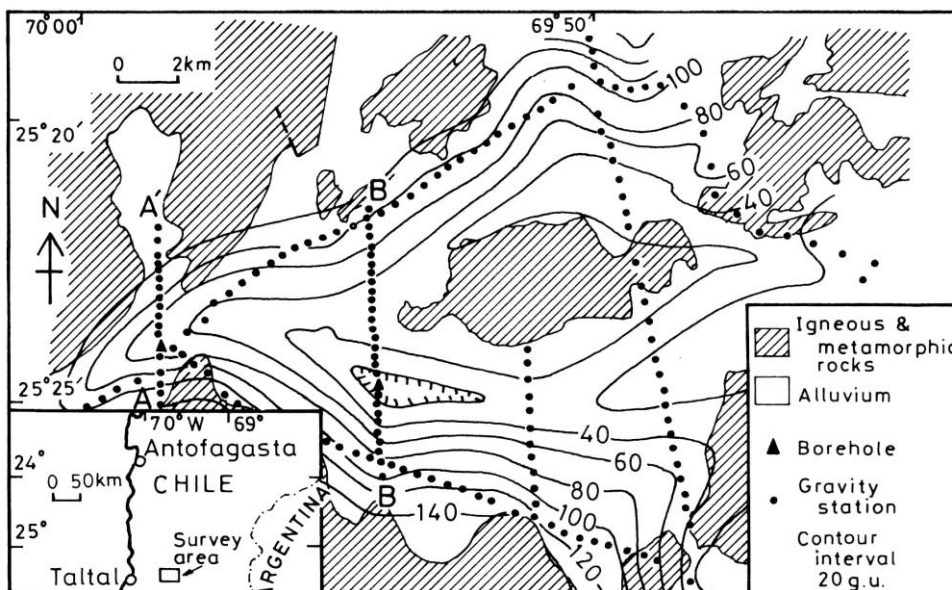 70°00′
69°50′
0 2km
25°20′
N
A′
B′
100
80
60
40
25°25′
A
B
40
60
80
100
120
140
Igneous &
metamorphic
rocks
Alluvium
Borehole
Gravity
station
Contour
interval
20 g.u.
70°W 69°
Antofagasta
24°
0 50km
CHILE
ARGENTINA
25°
Survey
area
Taltal